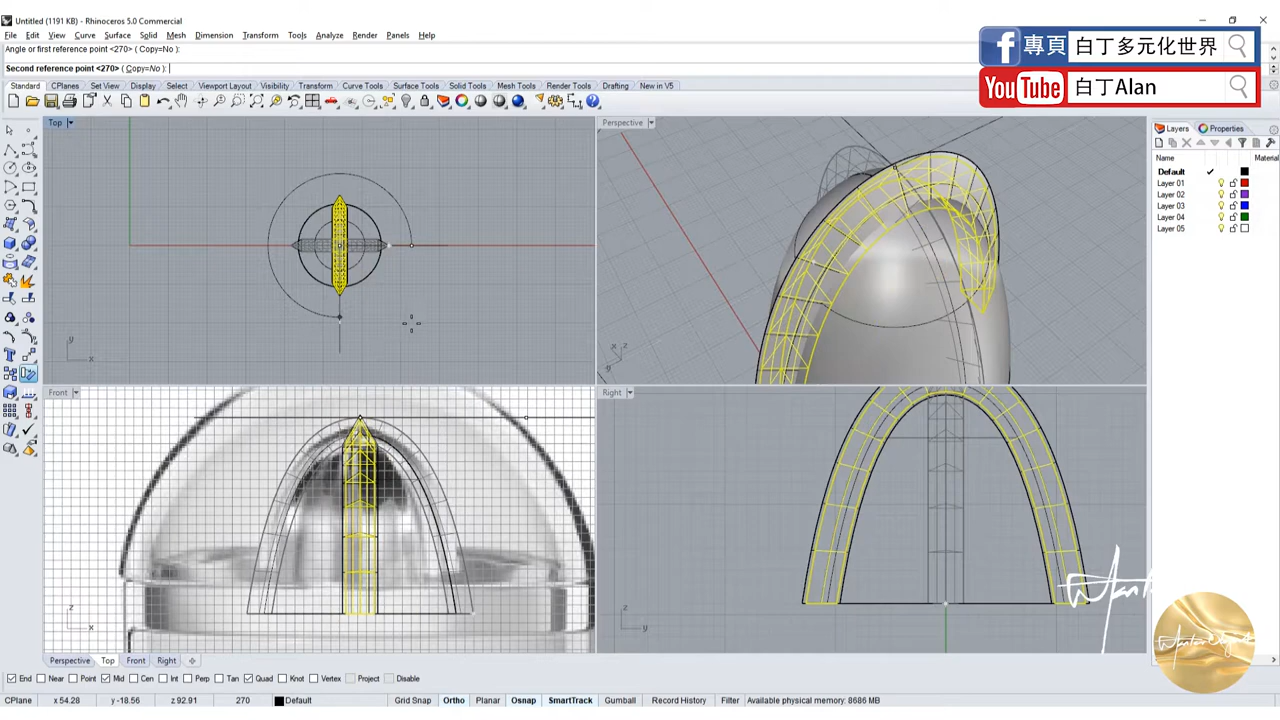 Untitled (1191 KB) - Rhinoceros 5.0 Commercial
File Edit View Curve Surface Solid Mesh Dimension Transform Tools Analyze Render Panels Help
Angle or first reference point <270> ( Copy=No ):
Second reference point <270> ( Copy=No ):
專頁 白丁多元化世界
YouTube 白丁Alan
Standard CPlanes Set View Display Select Viewport Layout Visibility Transform Curve Tools Surface Tools Solid Tools Mesh Tools Render Tools Drafting New in V5
Top
Perspective
Layers Properties
Name Material
Default
Layer 01
Layer 02
Layer 03
Layer 04
Layer 05
y
x
z
x
y
Front
Right
z
x
z
y
Perspective Top Front Right
End Near Point Mid Cen Int Perp Tan Quad Knot Vertex Project Disable
CPlane x 54.28 y -18.56 z 92.91 270 Default Grid Snap Ortho Planar Osnap SmartTrack Gumball Record History Filter Available physical memory: 8686 MB